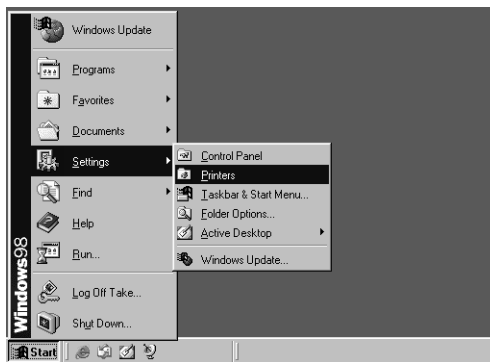 Windows Update
Programs
Favorites
Documents
Settings
Find
Help
Run...
Log Off Take...
Shut Down...
Control Panel
Printers
Taskbar & Start Menu...
Folder Options...
Active Desktop
Windows Update...
Windows98
Start